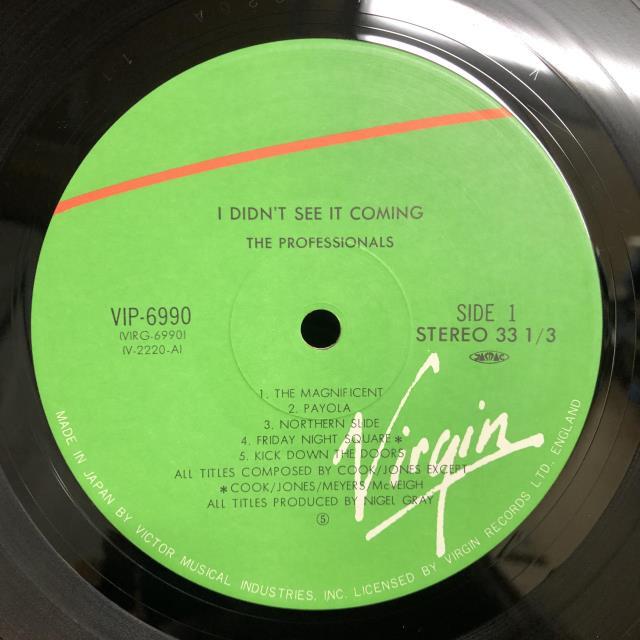 I DIDN'T SEE IT COMING
THE PROFESSIONALS
VIP-6990
(VIRG-6990)
(V-2220-A)
SIDE 1
STEREO 33 1/3
1. THE MAGNIFICENT
2. PAYOLA
3. NORTHERN SLIDE
4. FRIDAY NIGHT SQUARE *
5. KICK DOWN THE DOORS
ALL TITLES COMPOSED BY COOK/JONES EXCEPT
* COOK/JONES/MEYERS/McVEIGH
ALL TITLES PRODUCED BY NIGEL GRAY
⑤
Virgin
MADE IN JAPAN BY VICTOR MUSICAL INDUSTRIES, INC. LICENSED BY VIRGIN RECORDS LTD. ENGLAND